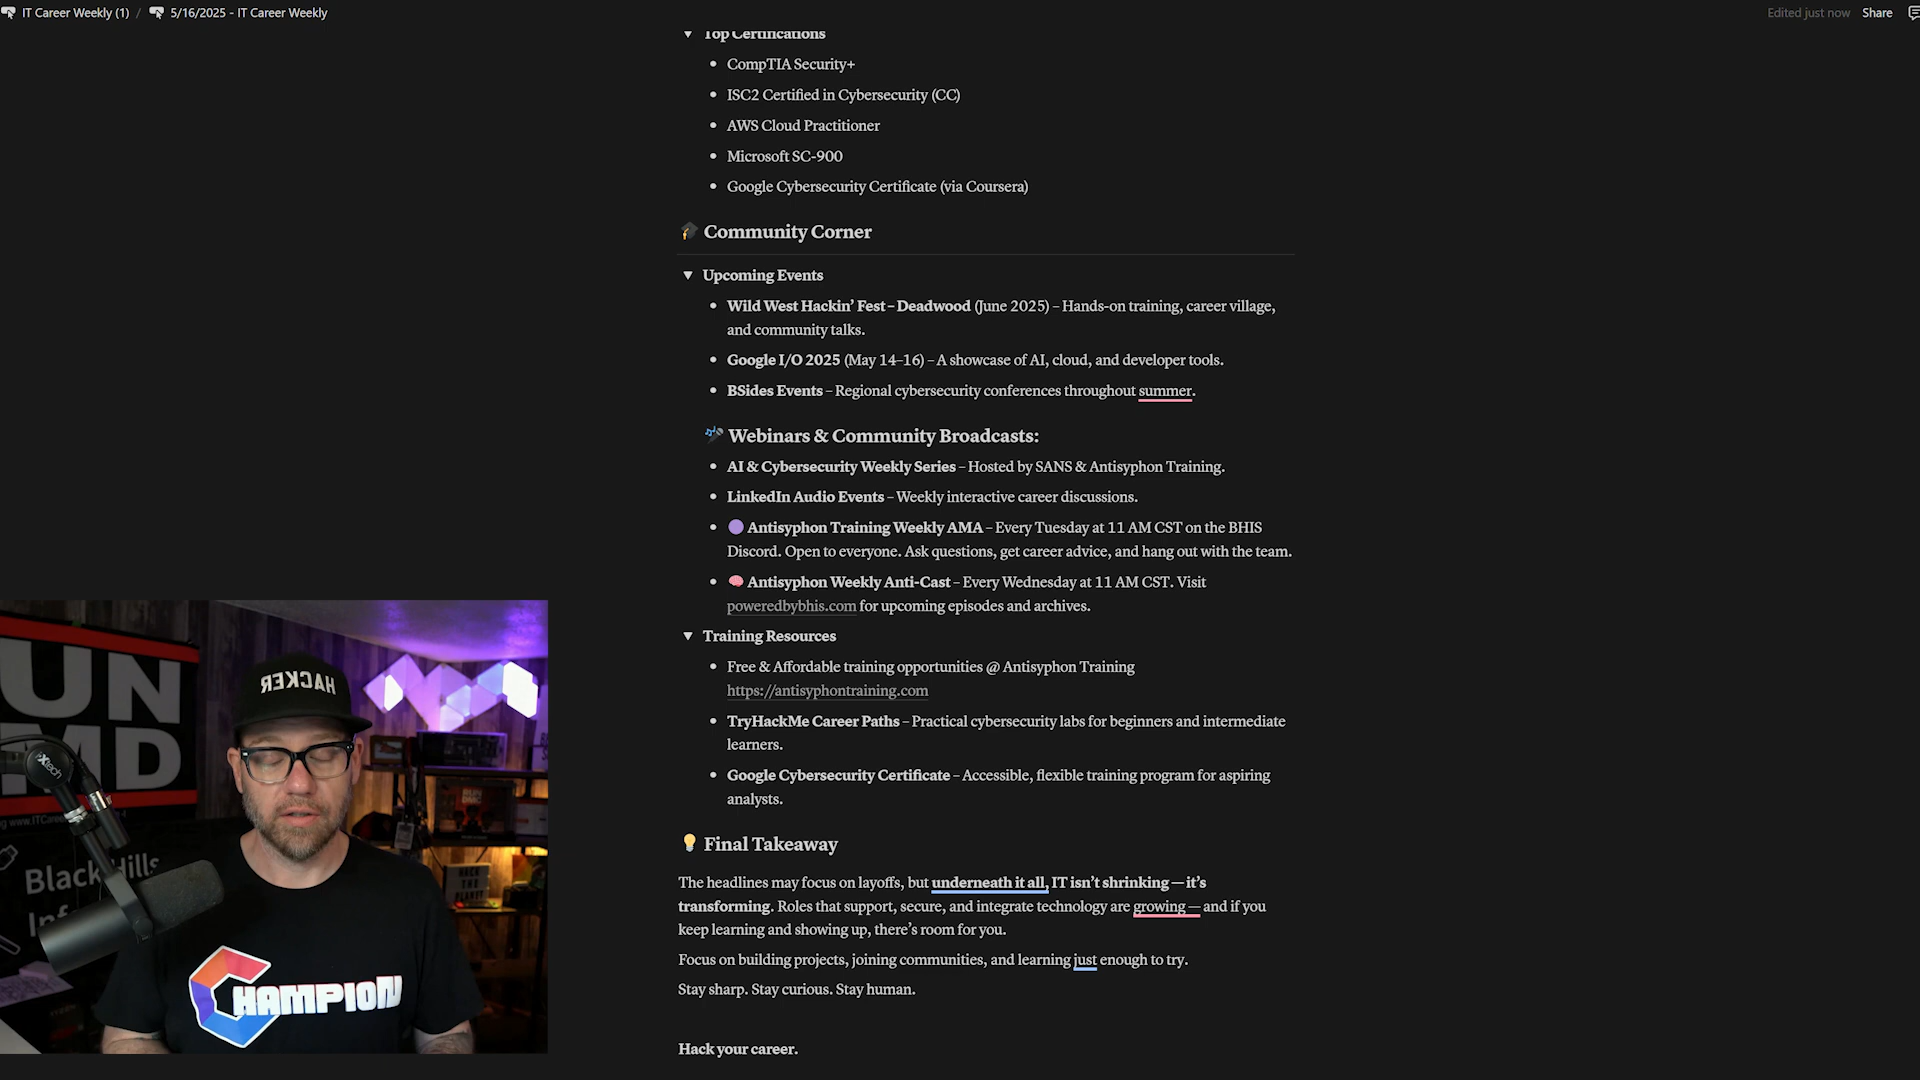 IT Career Weekly (1) / 5/16/2025 - IT Career Weekly
Edited just now Share
Top Certifications
CompTIA Security+
ISC2 Certified in Cybersecurity (CC)
AWS Cloud Practitioner
Microsoft SC-900
Google Cybersecurity Certificate (via Coursera)
Community Corner
Upcoming Events
Wild West Hackin’ Fest – Deadwood (June 2025) – Hands-on training, career village,
and community talks.
Google I/O 2025 (May 14–16) – A showcase of AI, cloud, and developer tools.
BSides Events – Regional cybersecurity conferences throughout summer.
Webinars & Community Broadcasts:
AI & Cybersecurity Weekly Series – Hosted by SANS & Antisyphon Training.
LinkedIn Audio Events – Weekly interactive career discussions.
Antisyphon Training Weekly AMA – Every Tuesday at 11 AM CST on the BHIS
Discord. Open to everyone. Ask questions, get career advice, and hang out with the team.
Antisyphon Weekly Anti-Cast – Every Wednesday at 11 AM CST. Visit
poweredbybhis.com for upcoming episodes and archives.
Training Resources
Free & Affordable training opportunities @ Antisyphon Training
https://antisyphontraining.com
TryHackMe Career Paths – Practical cybersecurity labs for beginners and intermediate
learners.
Google Cybersecurity Certificate – Accessible, flexible training program for aspiring
analysts.
Final Takeaway
The headlines may focus on layoffs, but underneath it all, IT isn’t shrinking — it’s
transforming. Roles that support, secure, and integrate technology are growing — and if you
keep learning and showing up, there’s room for you.
Focus on building projects, joining communities, and learning just enough to try.
Stay sharp. Stay curious. Stay human.
Hack your career.
UN
MD
HACKER
Black Hills
HACK
THE
PLANET
CHAMPION